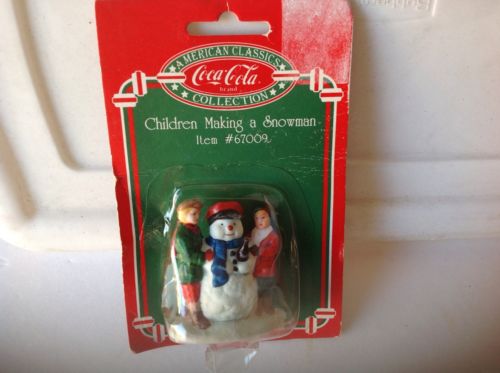 AMERICAN CLASSICS
Coca-Cola
brand
COLLECTION
Children Making a Snowman
Item #67009